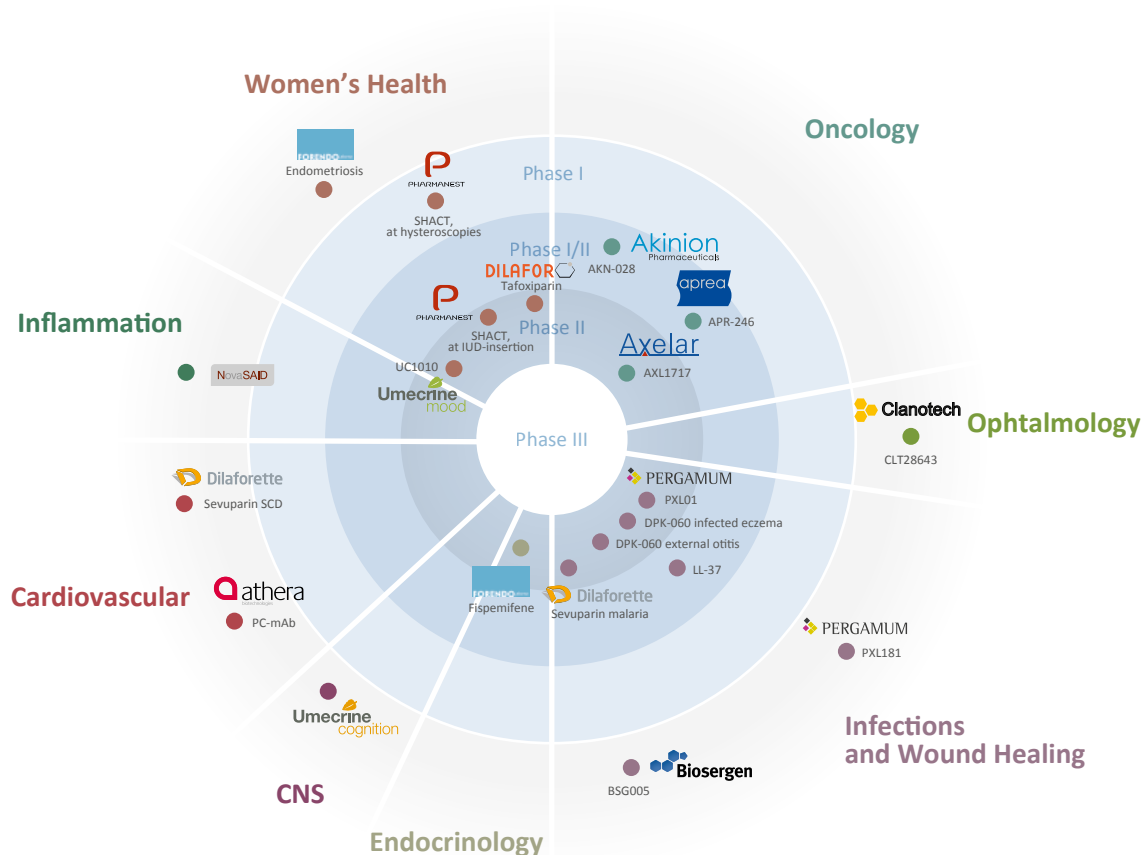 Women's Health
Oncology
FORENDO
Endometriosis
PHARMANEST
SHACT,
at hysteroscopies
Phase I
Phase I/II
Akinion
Pharmaceuticals
AKN-028
DILAFOR
Tafoxiparin
aprea
APR-246
PHARMANEST
SHACT,
at IUD-insertion
Phase II
Axelar
AXL1717
Inflammation
NovaSAID
UC1010
Umecrine
mood
Clanotech
CLT28643
Ophtalmology
Phase III
Dilaforette
Sevuparin SCD
PERGAMUM
PXL01
DPK-060 infected eczema
DPK-060 external otitis
LL-37
Cardiovascular
athera
PC-mAb
FORENDO
Fispemifene
Dilaforette
Sevuparin malaria
PERGAMUM
PXL181
Umecrine
cognition
Infections
and Wound Healing
CNS
Biosergen
BSG005
Endocrinology